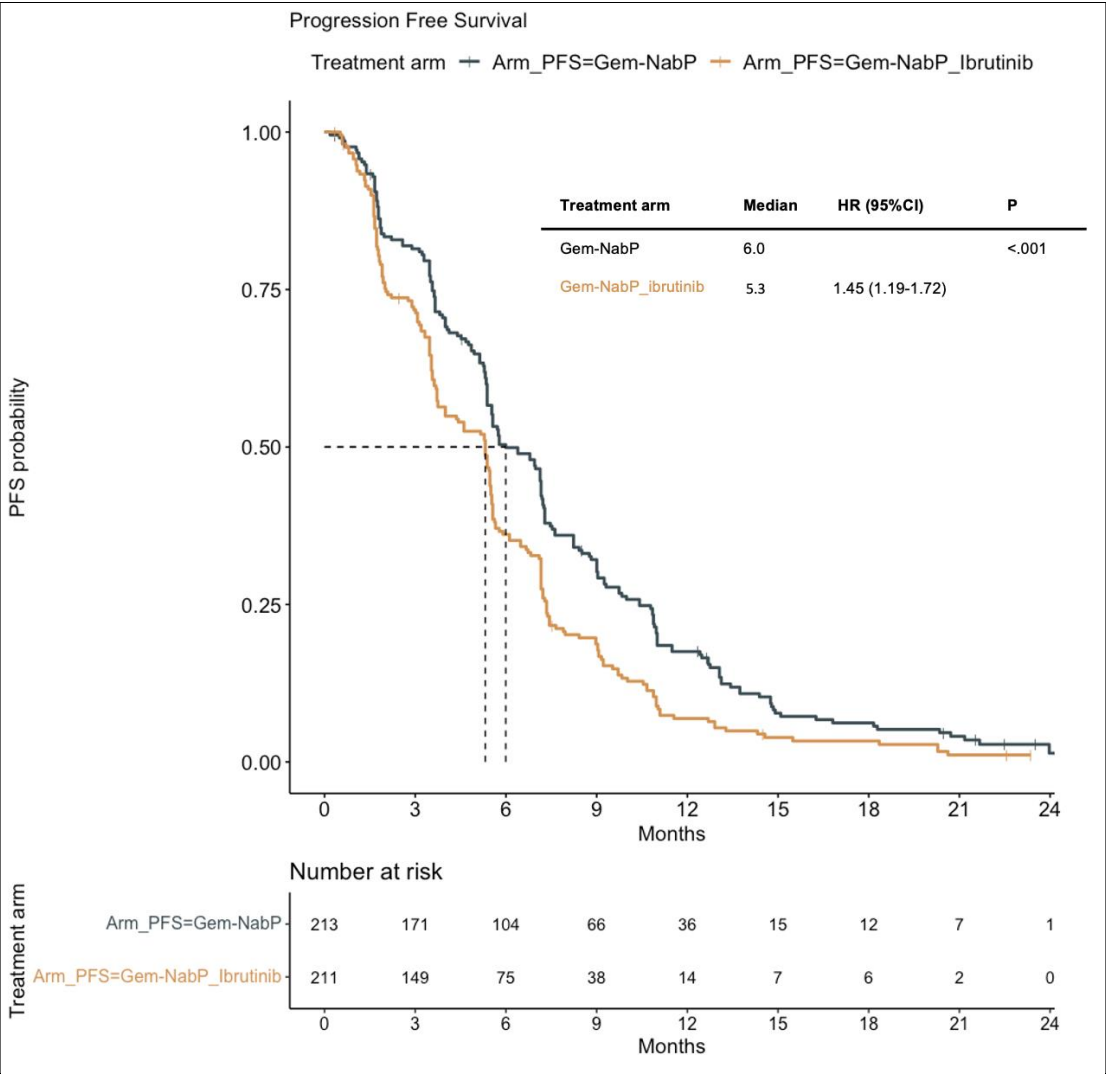 Progression Free Survival
Treatment arm Arm_PFS=Gem-NabP Arm_PFS=Gem-NabP_Ibrutinib
1.00
0.75
0.50
0.25
0.00
PFS probability
Treatment arm Median HR (95%CI) P
Gem-NabP 6.0 <.001
Gem-NabP_ibrutinib 5.3 1.45 (1.19-1.72)
0 3 6 9 12 15 18 21 24
Months
Number at risk
Treatment arm
Arm_PFS=Gem-NabP 213 171 104 66 36 15 12 7 1
Arm_PFS=Gem-NabP_Ibrutinib 211 149 75 38 14 7 6 2 0
0 3 6 9 12 15 18 21 24
Months